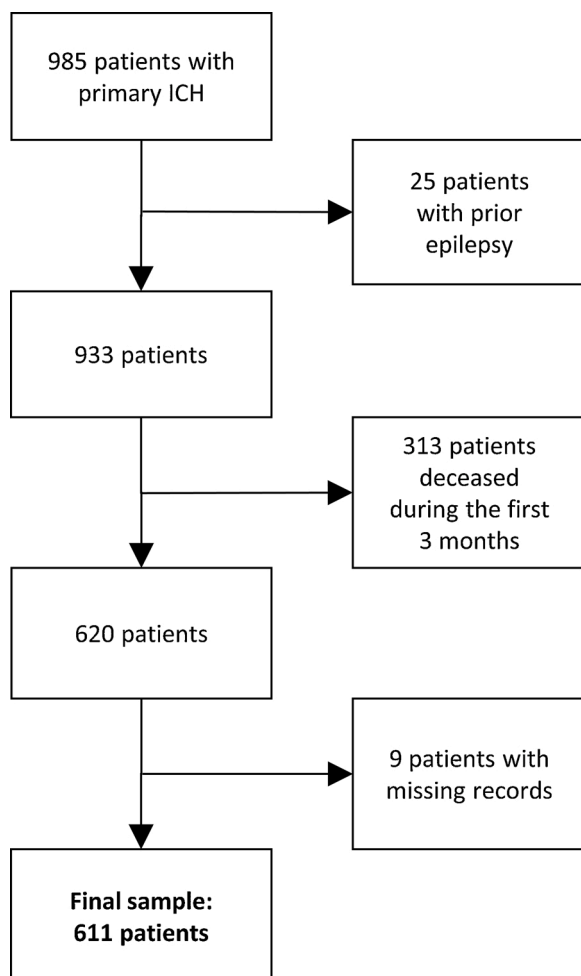 985 patients with
primary ICH
25 patients
with prior
epilepsy
933 patients
313 patients
deceased
during the first
3 months
620 patients
9 patients with
missing records
Final sample:
611 patients